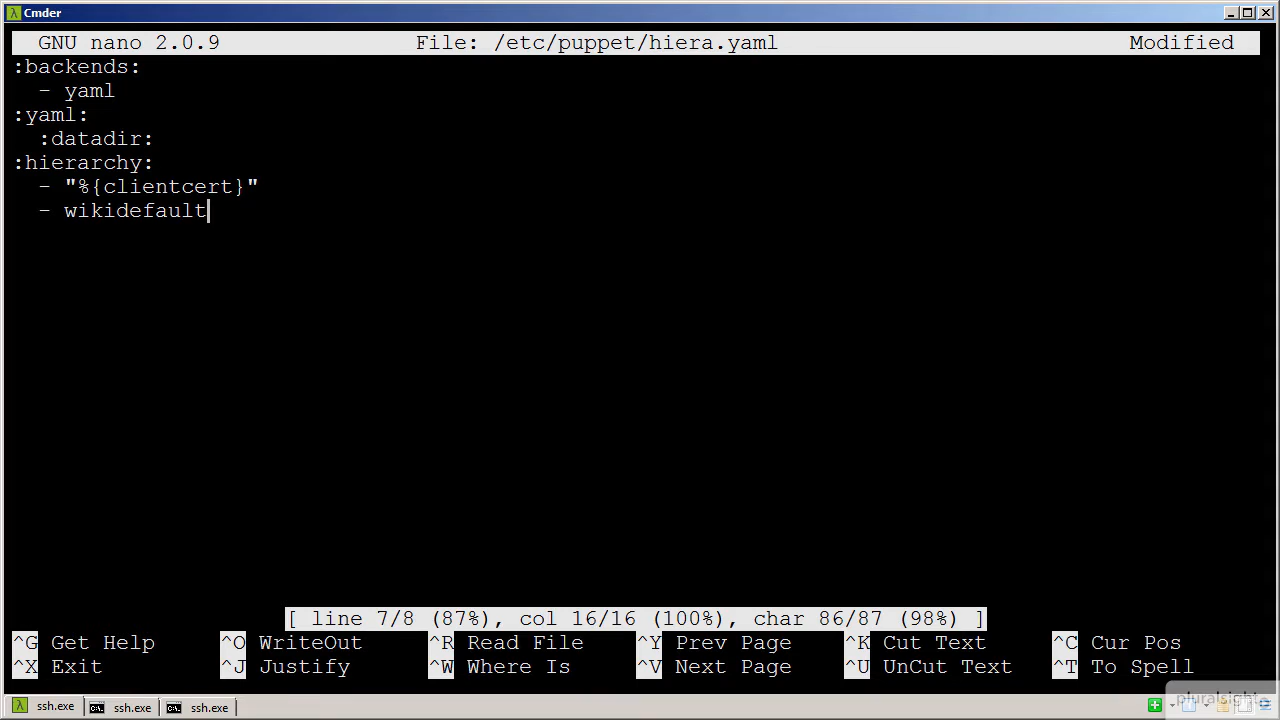 Cmder
GNU nano 2.0.9 File: /etc/puppet/hiera.yaml Modified
:backends:
  - yaml
:yaml:
  :datadir:
:hierarchy:
  - "%{clientcert}"
  - wikidefault
[ line 7/8 (87%), col 16/16 (100%), char 86/87 (98%) ]
^G Get Help ^O WriteOut ^R Read File ^Y Prev Page ^K Cut Text ^C Cur Pos
^X Exit ^J Justify ^W Where Is ^V Next Page ^U UnCut Text ^T To Spell
ssh.exe ssh.exe ssh.exe
pluralsight